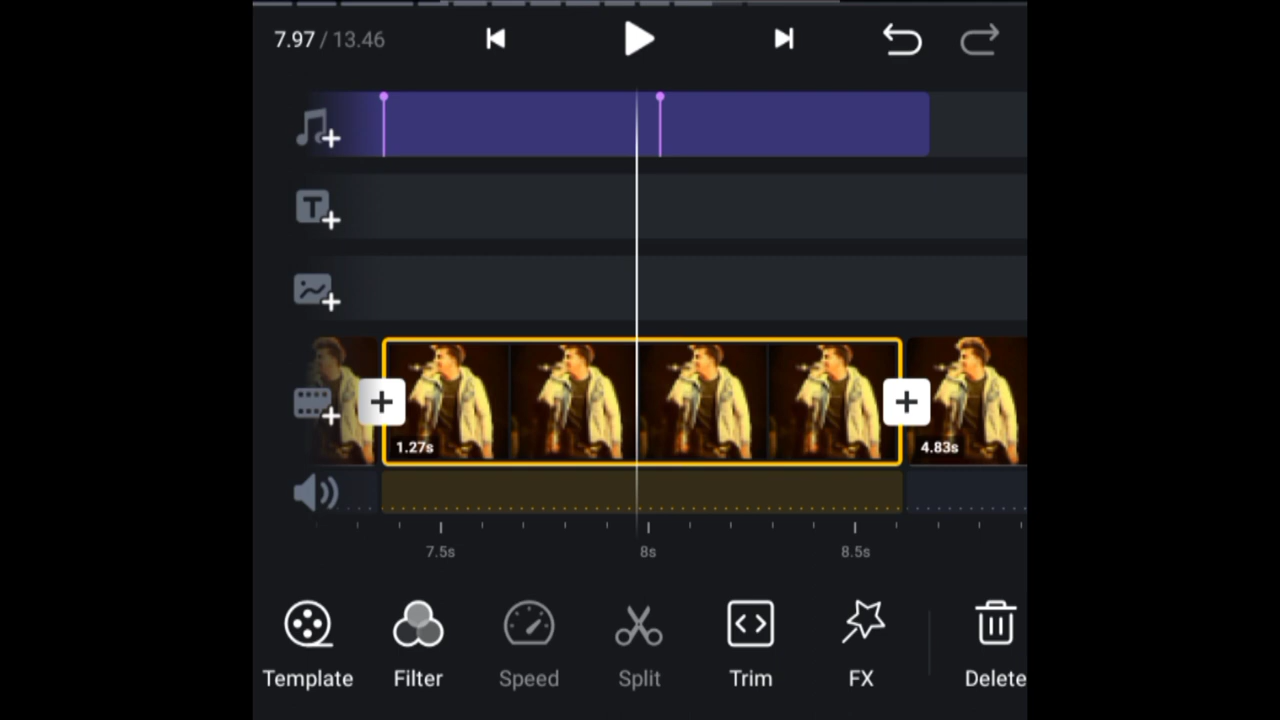 7.97 / 13.46
T
1.27s
4.83s
7.5s 8s 8.5s
Template Filter Speed Split Trim FX Delete